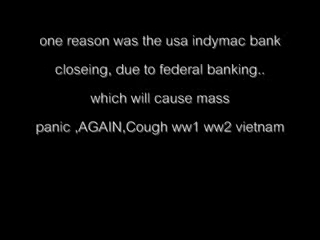 one reason was the usa indymac bank
closeing, due to federal banking..
which will cause mass
panic ,AGAIN,Cough ww1 ww2 vietnam